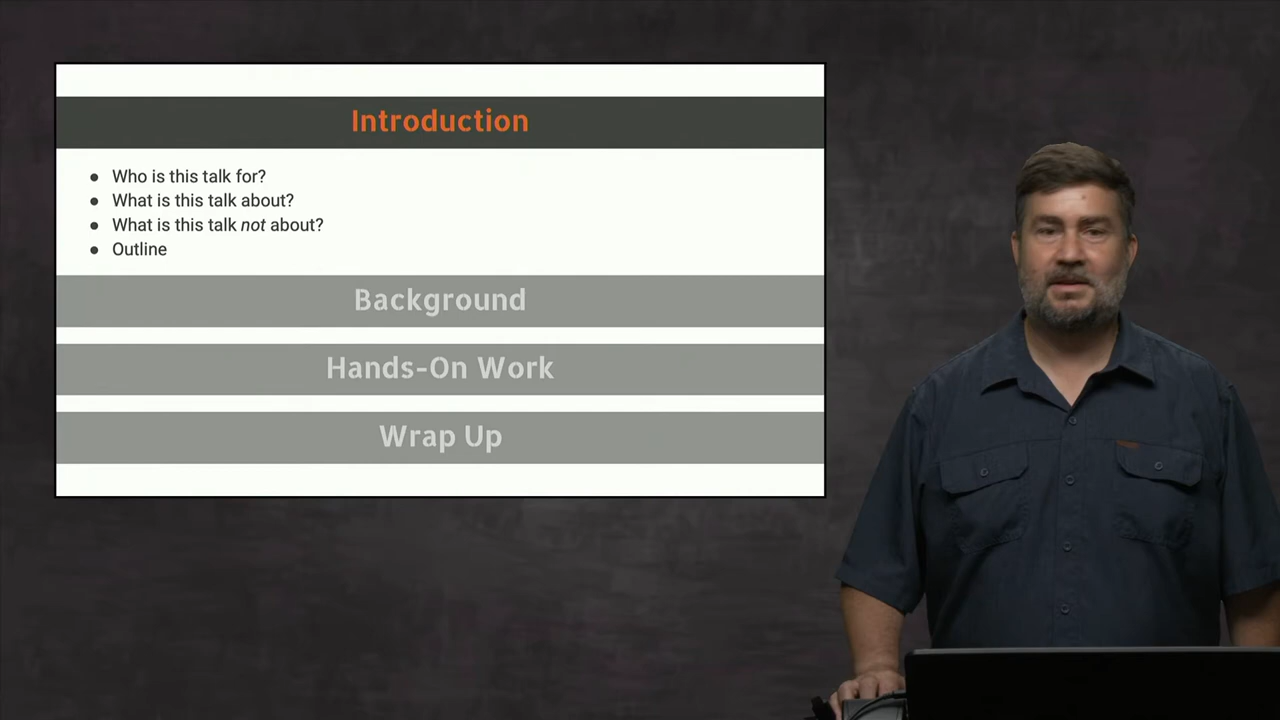 Introduction
● Who is this talk for?
● What is this talk about?
● What is this talk not about?
● Outline
Background
Hands-On Work
Wrap Up